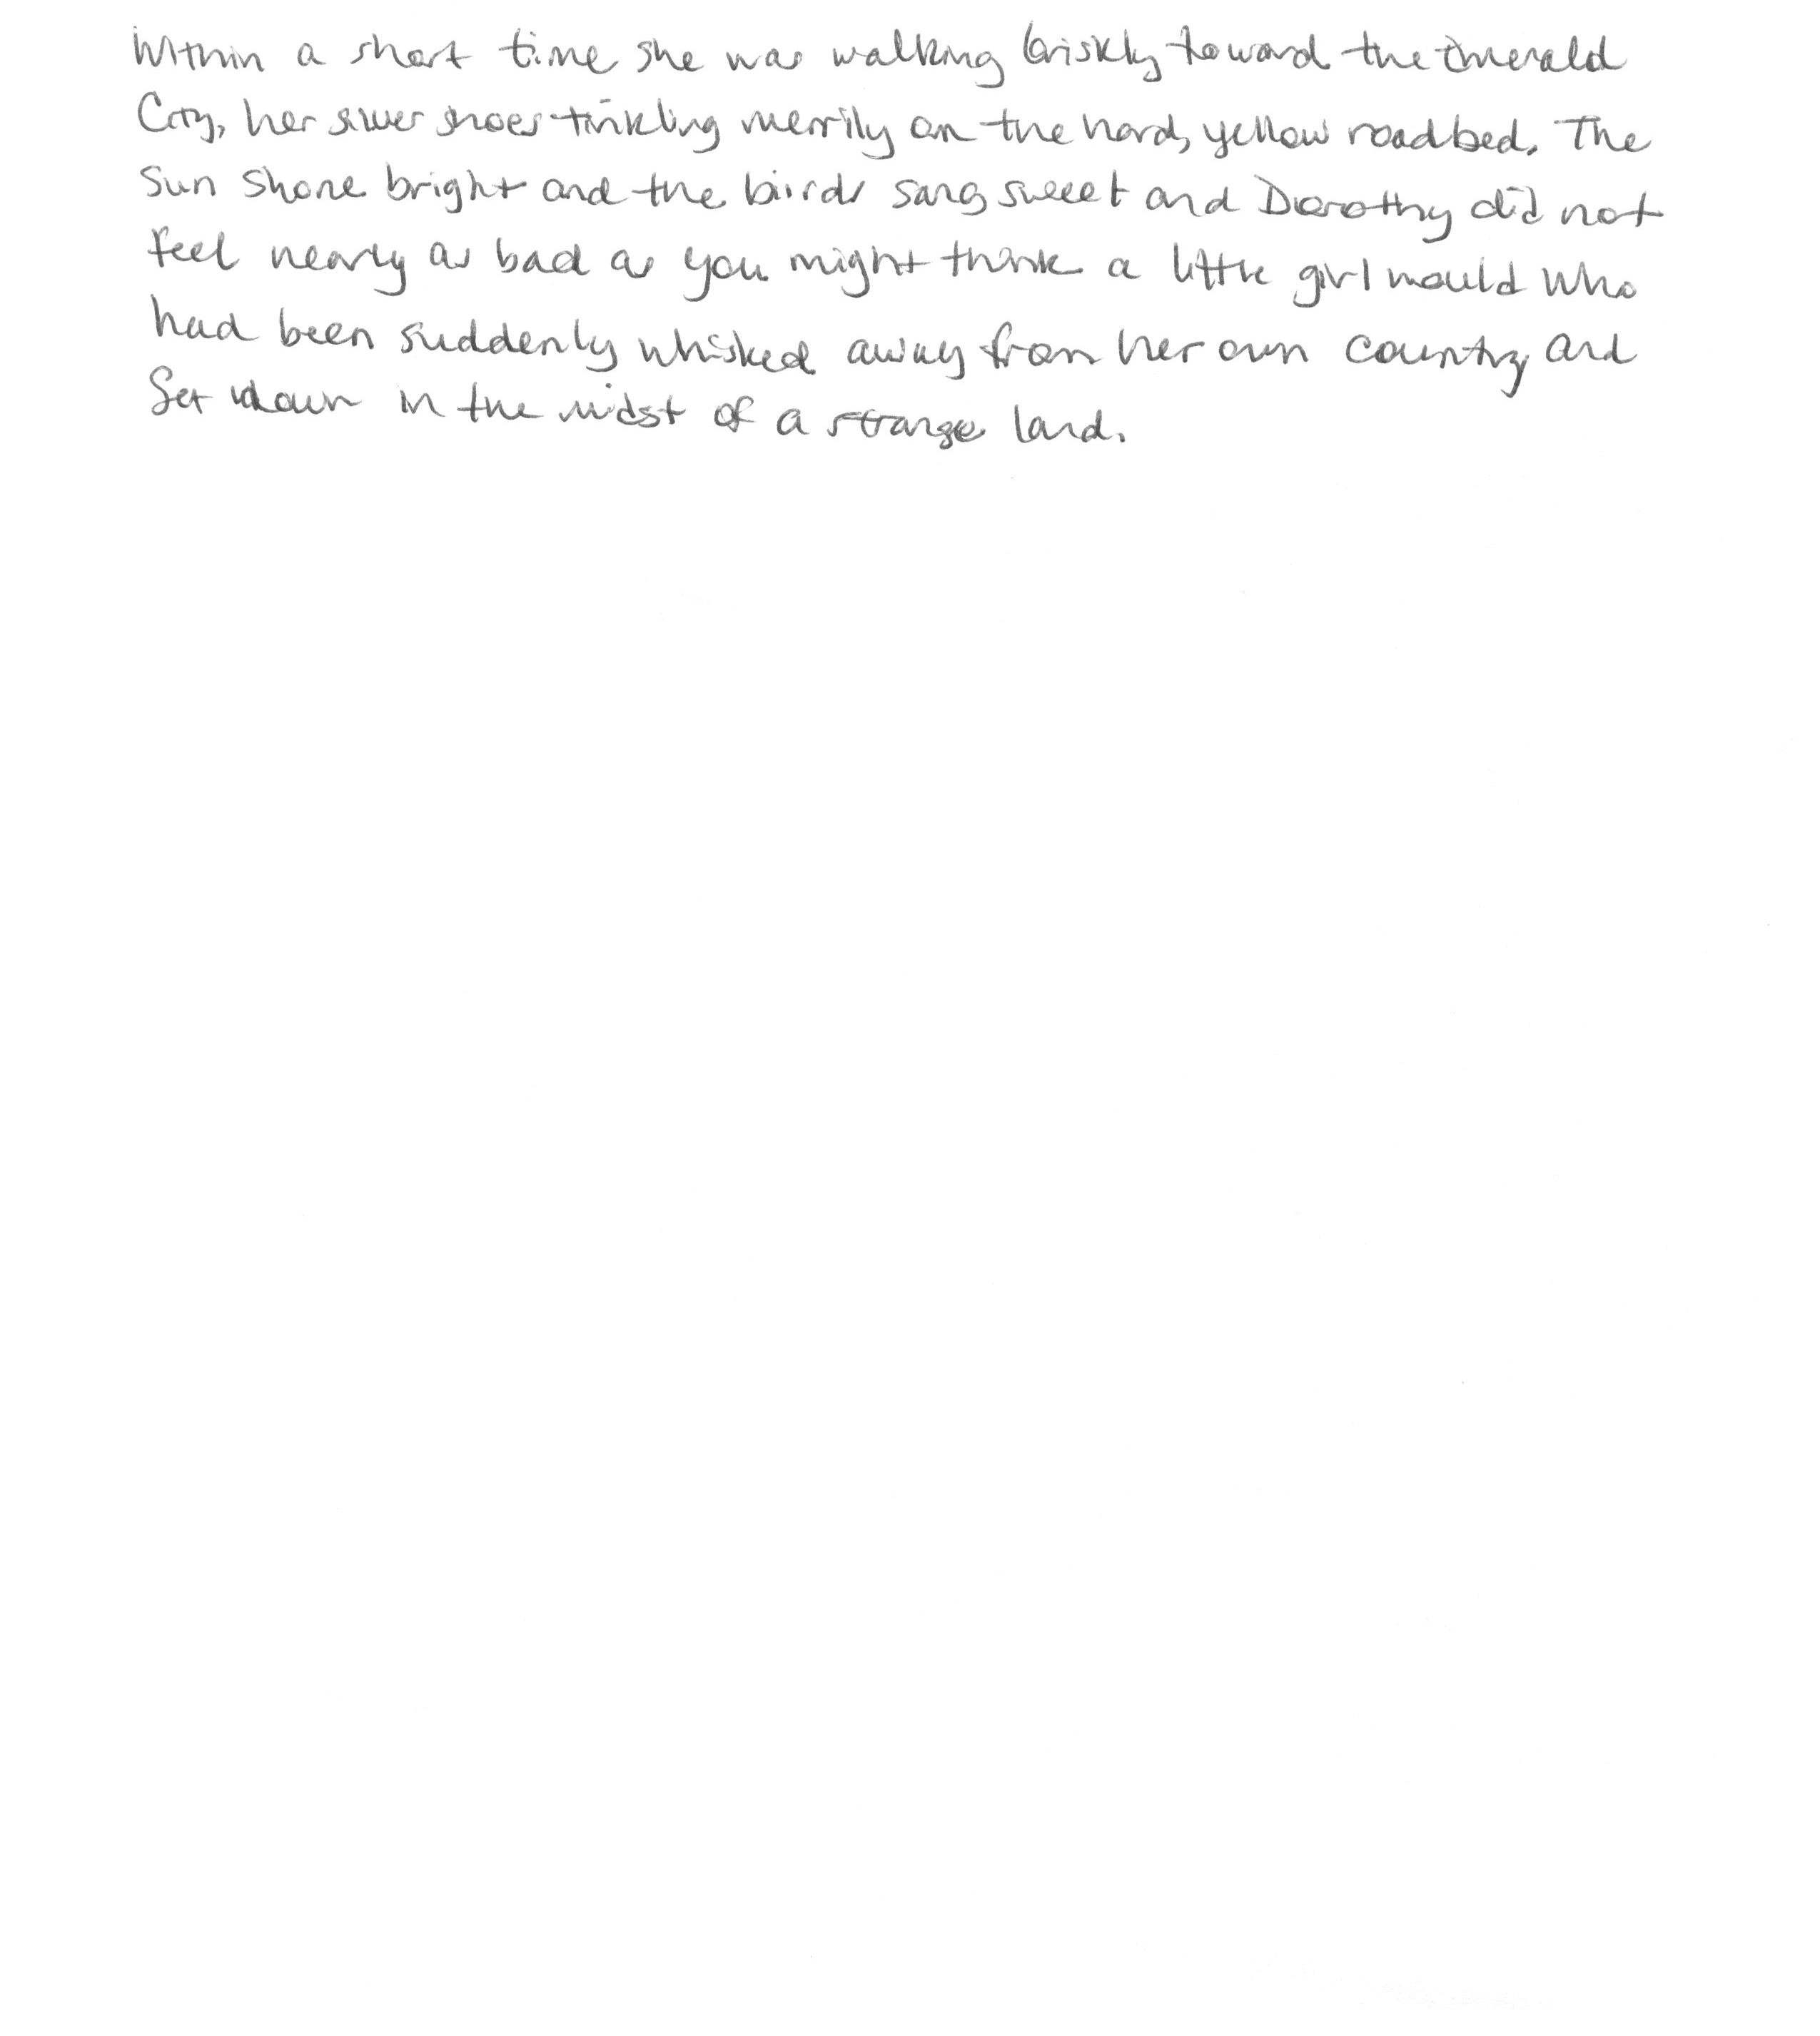 Within a short time she was walking briskly toward the Emerald
City, her silver shoes tinkling merrily on the hard, yellow roadbed. The
sun shone bright and the birds sang sweet and Dorothy did not
feel nearly as bad as you might think a little girl would who
had been suddenly whisked away from her own country and
set down in the midst of a strange land.